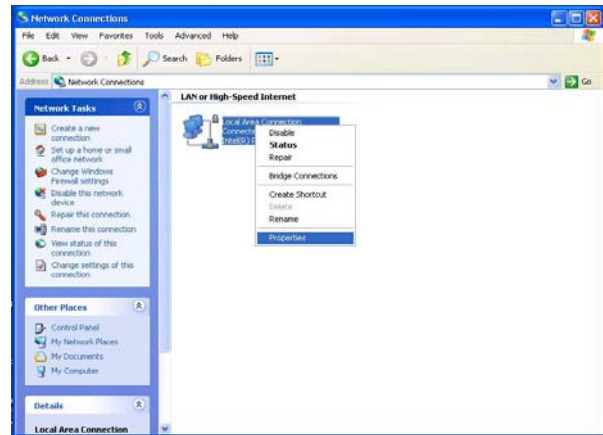 Network Connections
File Edit View Favorites Tools Advanced Help
Back Search Folders
Address Network Connections Go
Network Tasks
Create a new
connection
Set up a home or small
office network
Change Windows
Firewall settings
Disable this network
device
Repair this connection
Rename this connection
View status of this
connection
Change settings of this
connection
Other Places
Control Panel
My Network Places
My Documents
My Computer
Details
Local Area Connection
LAN or High-Speed Internet
Local Area Connection
Connecte
Intel(R) P
Disable
Status
Repair
Bridge Connections
Create Shortcut
Delete
Rename
Properties